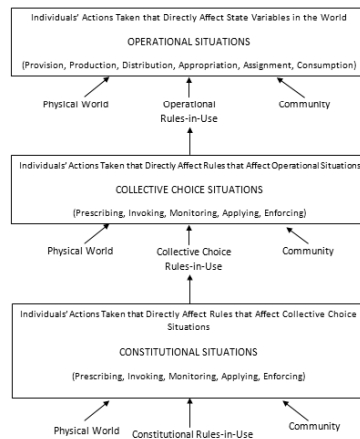 Individuals' Actions Taken that Directly Affect State Variables in the World
OPERATIONAL SITUATIONS
(Provision, Production, Distribution, Appropriation, Assignment, Consumption)
Physical World
Operational
Rules-in-Use
Community
Individuals' Actions Taken that Directly Affect Rules that Affect Operational Situations
COLLECTIVE CHOICE SITUATIONS
(Prescribing, Invoking, Monitoring, Applying, Enforcing)
Physical World
Collective Choice
Rules-in-Use
Community
Individuals' Actions Taken that Directly Affect Rules that Affect Collective Choice
Situations
CONSTITUTIONAL SITUATIONS
(Prescribing, Invoking, Monitoring, Applying, Enforcing)
Physical World
Constitutional Rules-in-Use
Community